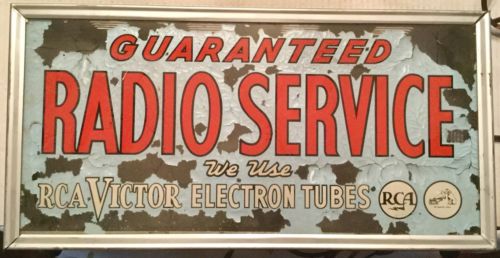 GUARANTEED
RADIO SERVICE
We Use
RCA VICTOR ELECTRON TUBES RCA